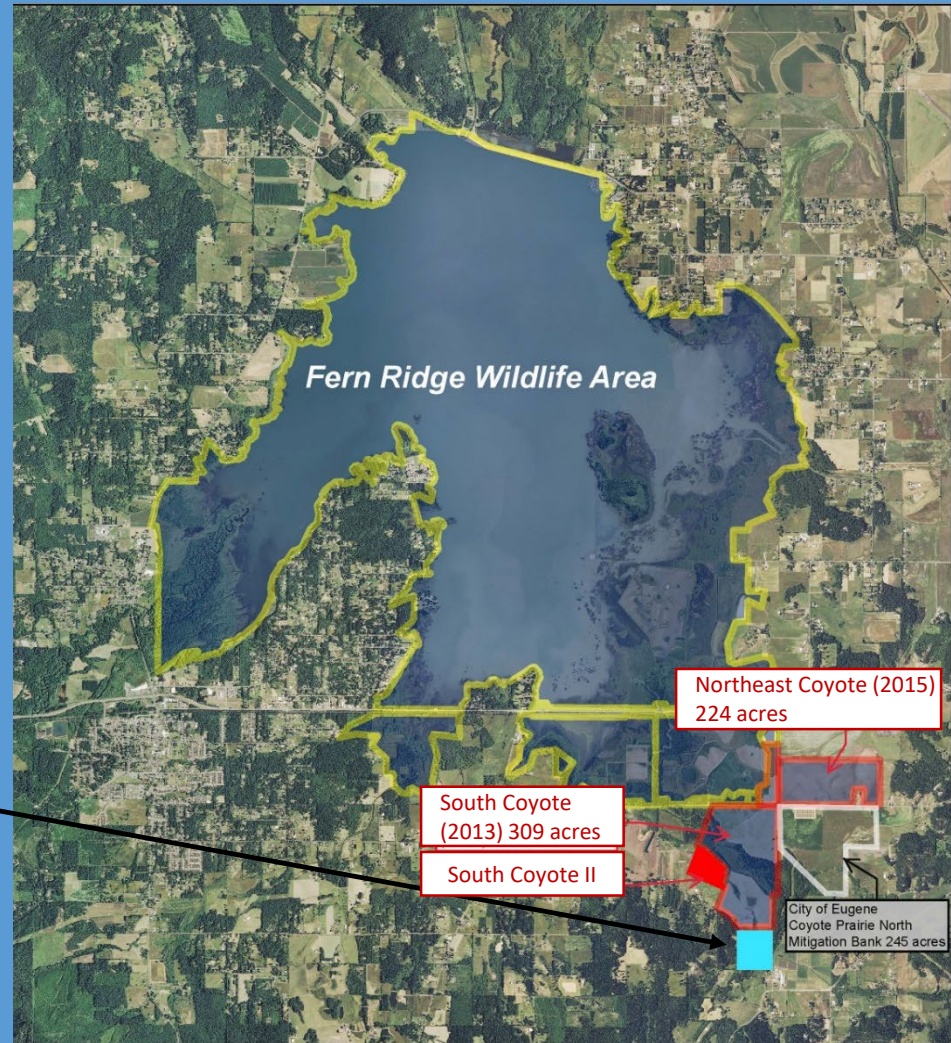 Fern Ridge Wildlife Area
Northeast Coyote (2015)
224 acres
South Coyote
(2013) 309 acres
South Coyote II
City of Eugene
Coyote Prairie North
Mitigation Bank 245 acres